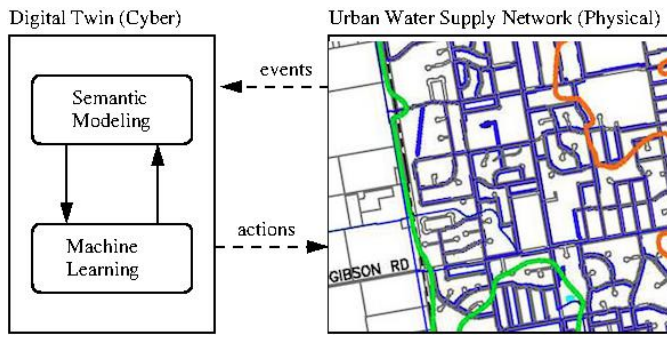 Digital Twin (Cyber)
Urban Water Supply Network (Physical)
Semantic
Modeling
Machine
Learning
events
actions
GIBSON RD